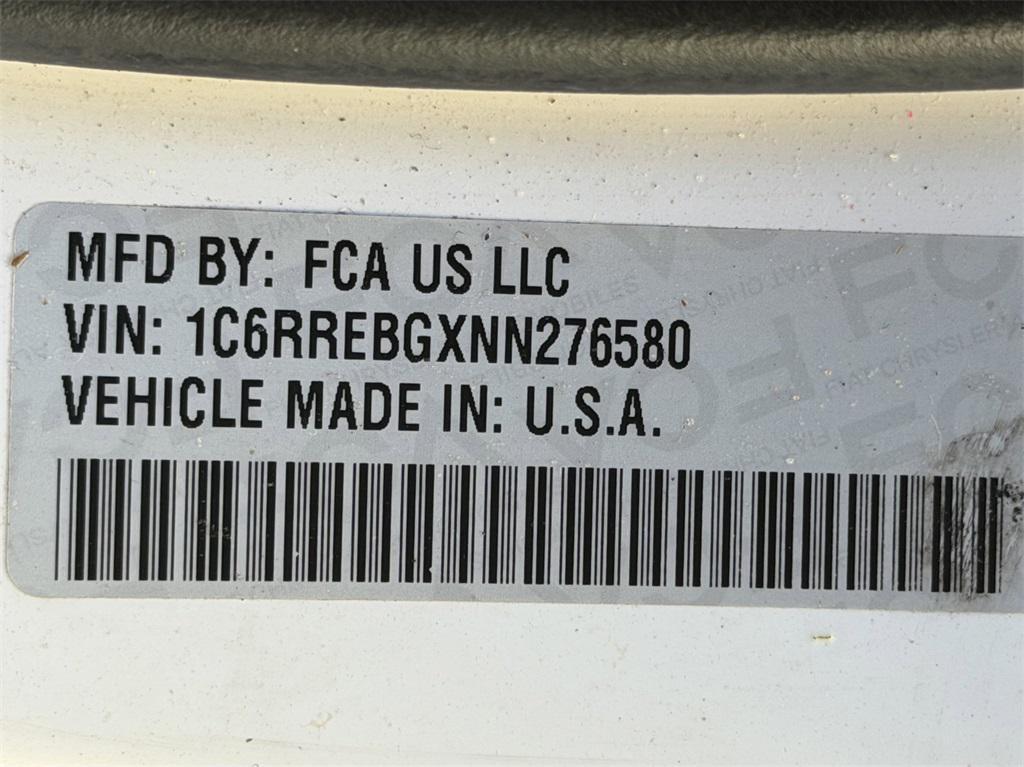 MFD BY: FCA US LLC
VIN: 1C6RREBGXNN276580
VEHICLE MADE IN: U.S.A.